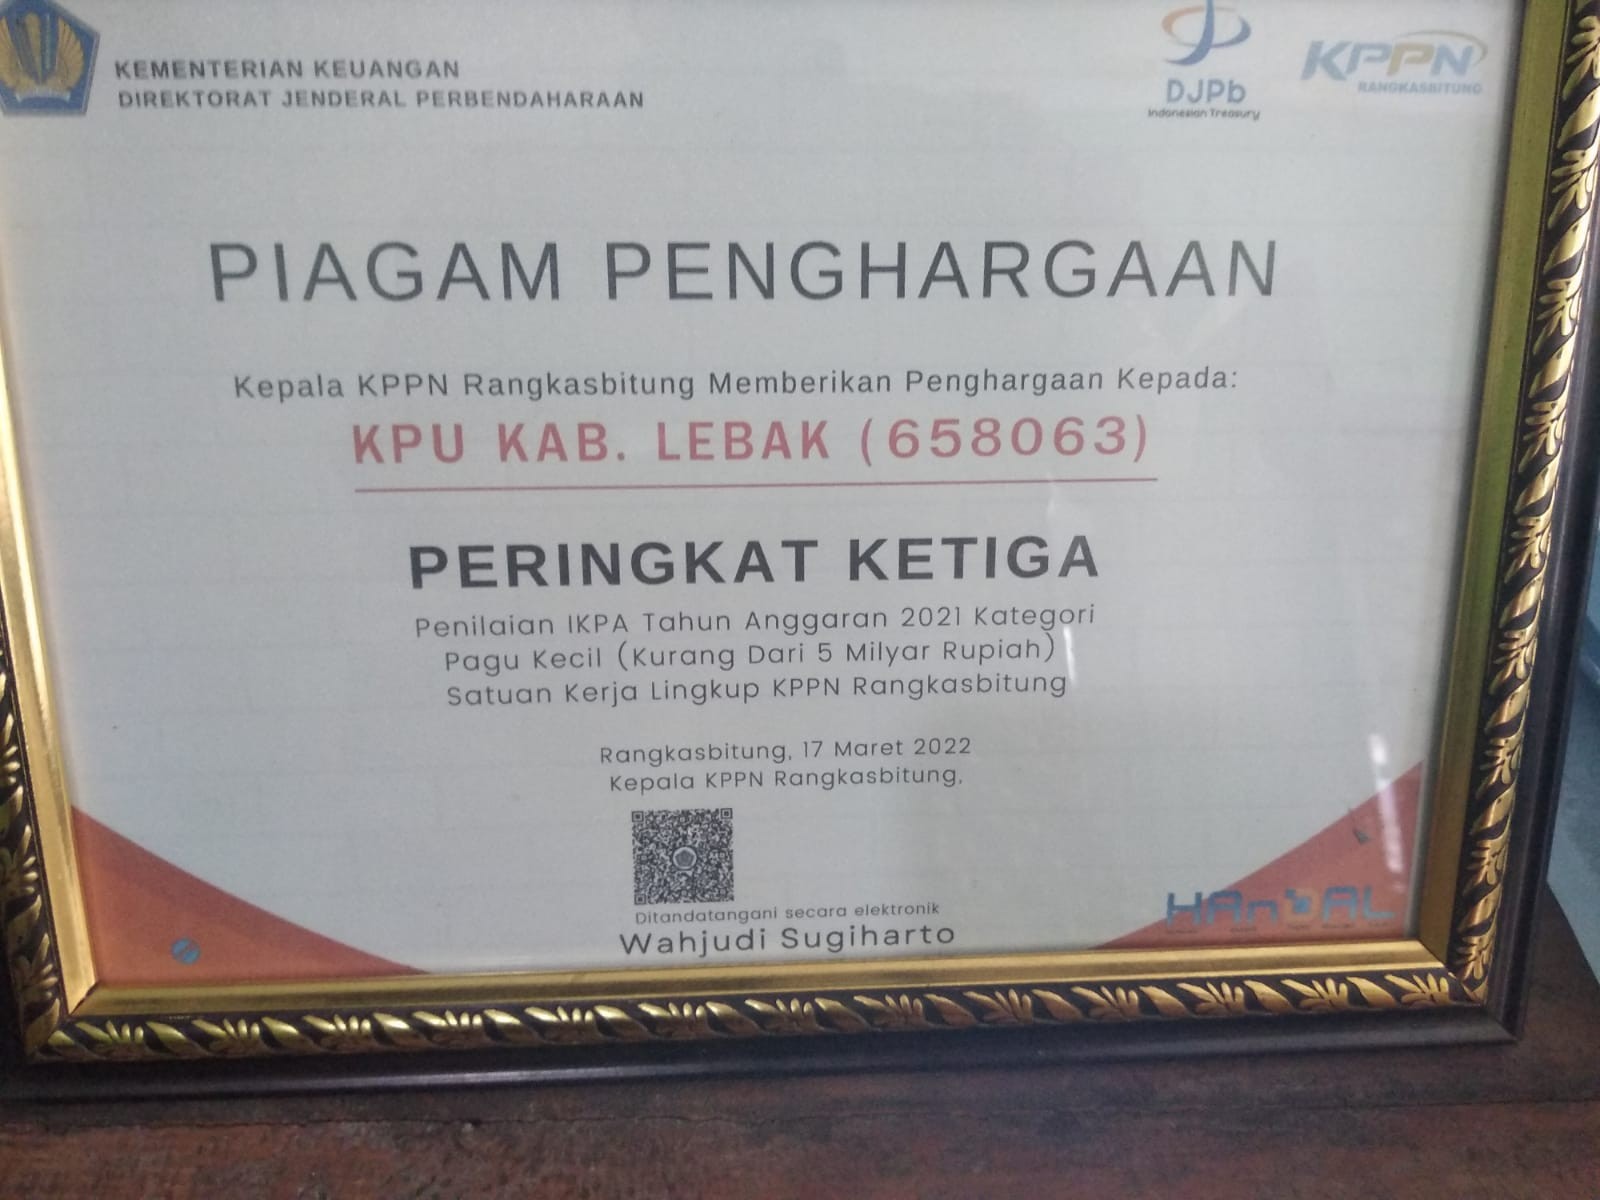 KEMENTERIAN KEUANGAN
DIREKTORAT JENDERAL PERBENDAHARAAN
DJPb
Indonesian Treasury
KPPN
RANGKASBITUNG
PIAGAM PENGHARGAAN
Kepala KPPN Rangkasbitung Memberikan Penghargaan Kepada:
KPU KAB. LEBAK (658063)
PERINGKAT KETIGA
Penilaian IKPA Tahun Anggaran 2021 Kategori
Pagu Kecil (Kurang Dari 5 Milyar Rupiah)
Satuan Kerja Lingkup KPPN Rangkasbitung
Rangkasbitung, 17 Maret 2022
Kepala KPPN Rangkasbitung,
Ditandatangani secara elektronik
Wahjudi Sugiharto
HAnDAL